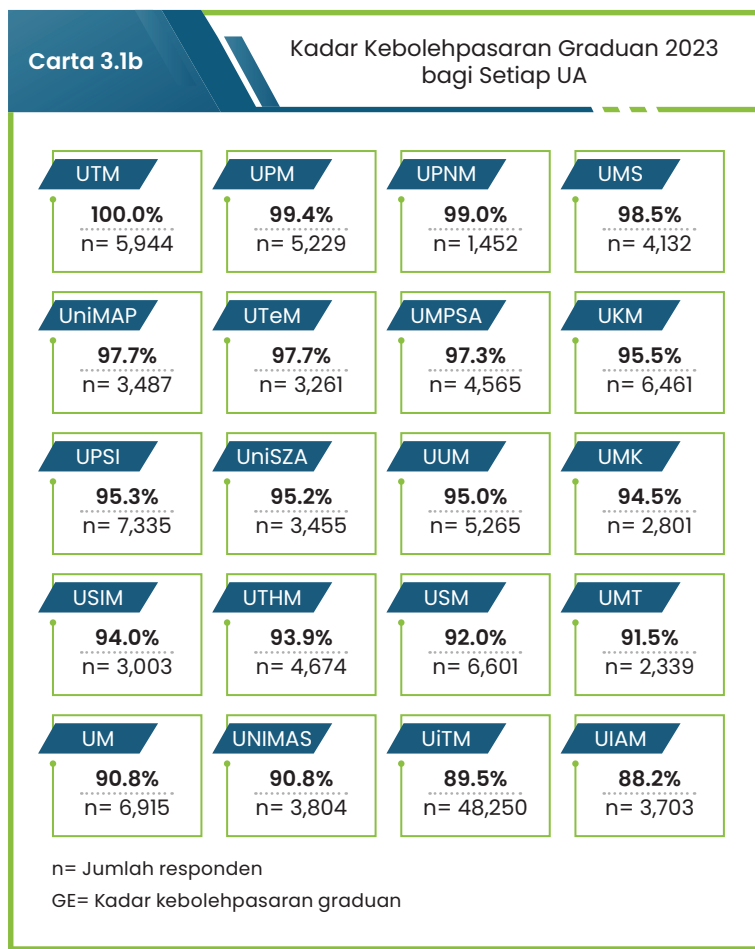 Carta 3.1b
Kadar Kebolehpasaran Graduan 2023
bagi Setiap UA
UTM
100.0%
n= 5,944
UPM
99.4%
n= 5,229
UPNM
99.0%
n= 1,452
UMS
98.5%
n= 4,132
UniMAP
97.7%
n= 3,487
UTeM
97.7%
n= 3,261
UMPSA
97.3%
n= 4,565
UKM
95.5%
n= 6,461
UPSI
95.3%
n= 7,335
UniSZA
95.2%
n= 3,455
UUM
95.0%
n= 5,265
UMK
94.5%
n= 2,801
USIM
94.0%
n= 3,003
UTHM
93.9%
n= 4,674
USM
92.0%
n= 6,601
UMT
91.5%
n= 2,339
UM
90.8%
n= 6,915
UNIMAS
90.8%
n= 3,804
UiTM
89.5%
n= 48,250
UIAM
88.2%
n= 3,703
n= Jumlah responden
GE= Kadar kebolehpasaran graduan